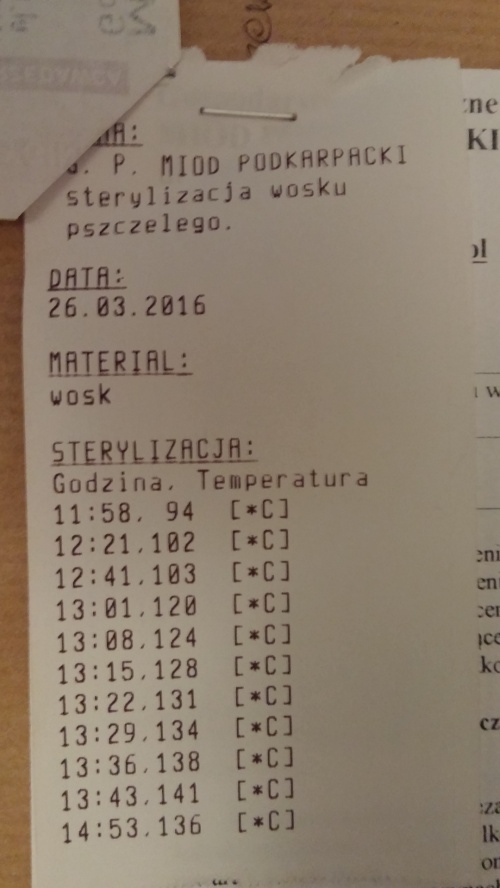 G. P. MIOD PODKARPACKI
sterylizacja wosku
pszczelego.
DATA:
26.03.2016
MATERIAL:
wosk
STERYLIZACJA:
Godzina. Temperatura
11:58. 94 [*C]
12:21.102 [*C]
12:41.103 [*C]
13:01.120 [*C]
13:08.124 [*C]
13:15.128 [*C]
13:22.131 [*C]
13:29.134 [*C]
13:36.138 [*C]
13:43.141 [*C]
14:53.136 [*C]